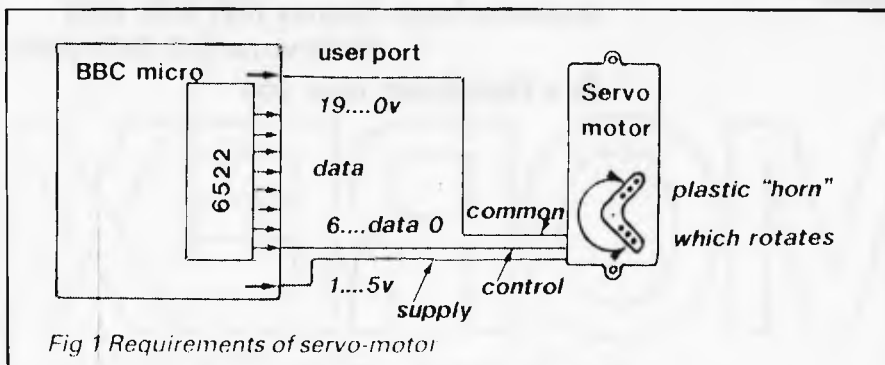 user port
BBC micro
19....0v
Servo
motor
6522
data
plastic "horn"
6....data 0
common
which rotates
1....5v
control
supply
Fig 1 Requirements of servo-motor